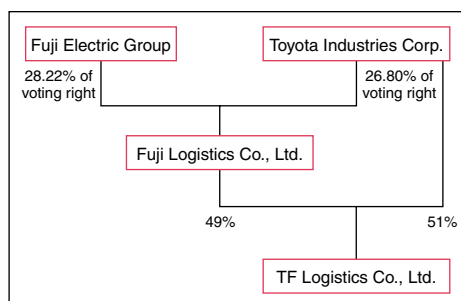 Fuji Electric Group
Toyota Industries Corp.
28.22% of
voting right
26.80% of
voting right
Fuji Logistics Co., Ltd.
49%
51%
TF Logistics Co., Ltd.